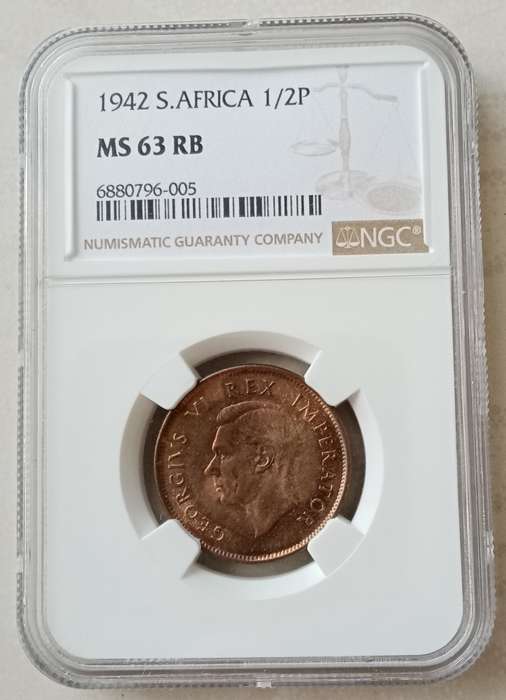 1942 S.AFRICA 1/2P
MS 63 RB
6880796-005
NUMISMATIC GUARANTY COMPANY
NGC®
GEORGIVS VI REX IMPERATOR